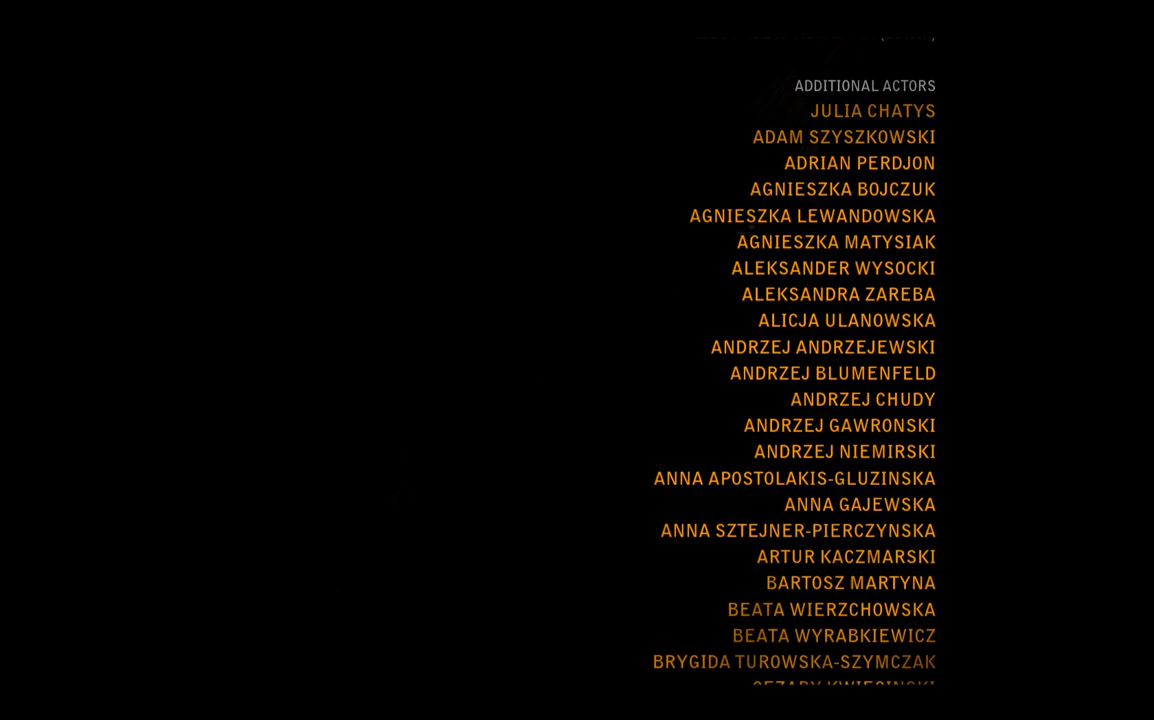 ADDITIONAL ACTORS
JULIA CHATYS
ADAM SZYSZKOWSKI
ADRIAN PERDJON
AGNIESZKA BOJCZUK
AGNIESZKA LEWANDOWSKA
AGNIESZKA MATYSIAK
ALEKSANDER WYSOCKI
ALEKSANDRA ZAREBA
ALICJA ULANOWSKA
ANDRZEJ ANDRZEJEWSKI
ANDRZEJ BLUMENFELD
ANDRZEJ CHUDY
ANDRZEJ GAWRONSKI
ANDRZEJ NIEMIRSKI
ANNA APOSTOLAKIS-GLUZINSKA
ANNA GAJEWSKA
ANNA SZTEJNER-PIERCZYNSKA
ARTUR KACZMARSKI
BARTOSZ MARTYNA
BEATA WIERZCHOWSKA
BEATA WYRABKIEWICZ
BRYGIDA TUROWSKA-SZYMCZAK
CEZARY KWIECINSKI